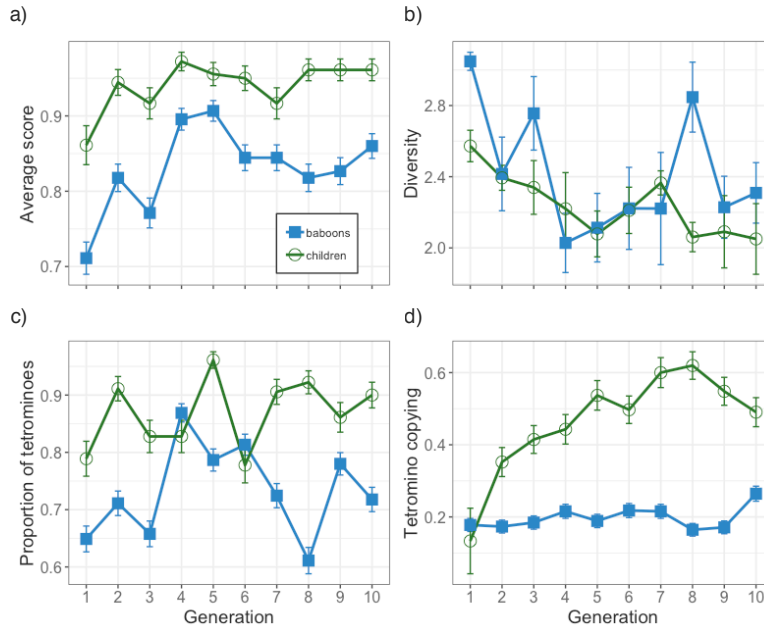 a)
Average score
0.9
0.8
0.7
baboons
children
b)
Diversity
2.8
2.4
2.0
c)
Proportion of tetrominoes
0.9
0.8
0.7
0.6
1 2 3 4 5 6 7 8 9 10
Generation
d)
Tetromino copying
0.6
0.4
0.2
1 2 3 4 5 6 7 8 9 10
Generation